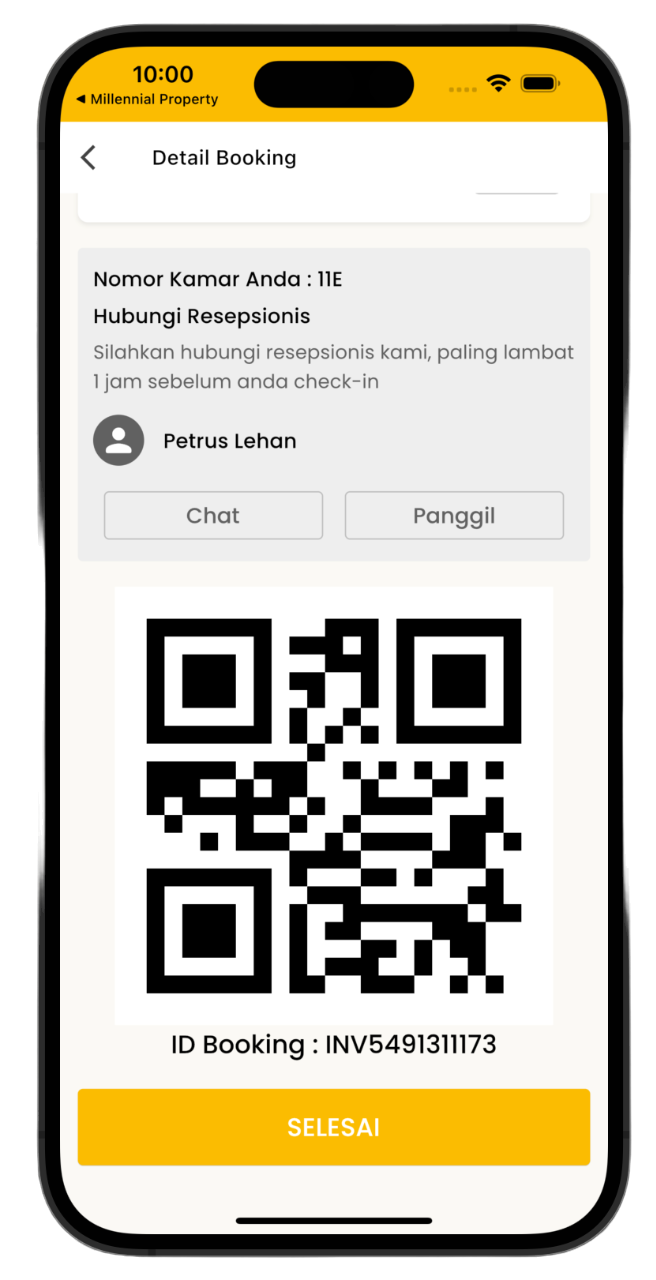 10:00
◀ Millennial Property
Detail Booking
Nomor Kamar Anda : 11E
Hubungi Resepsionis
Silahkan hubungi resepsionis kami, paling lambat
1 jam sebelum anda check-in
Petrus Lehan
Chat
Panggil
ID Booking : INV5491311173
SELESAI